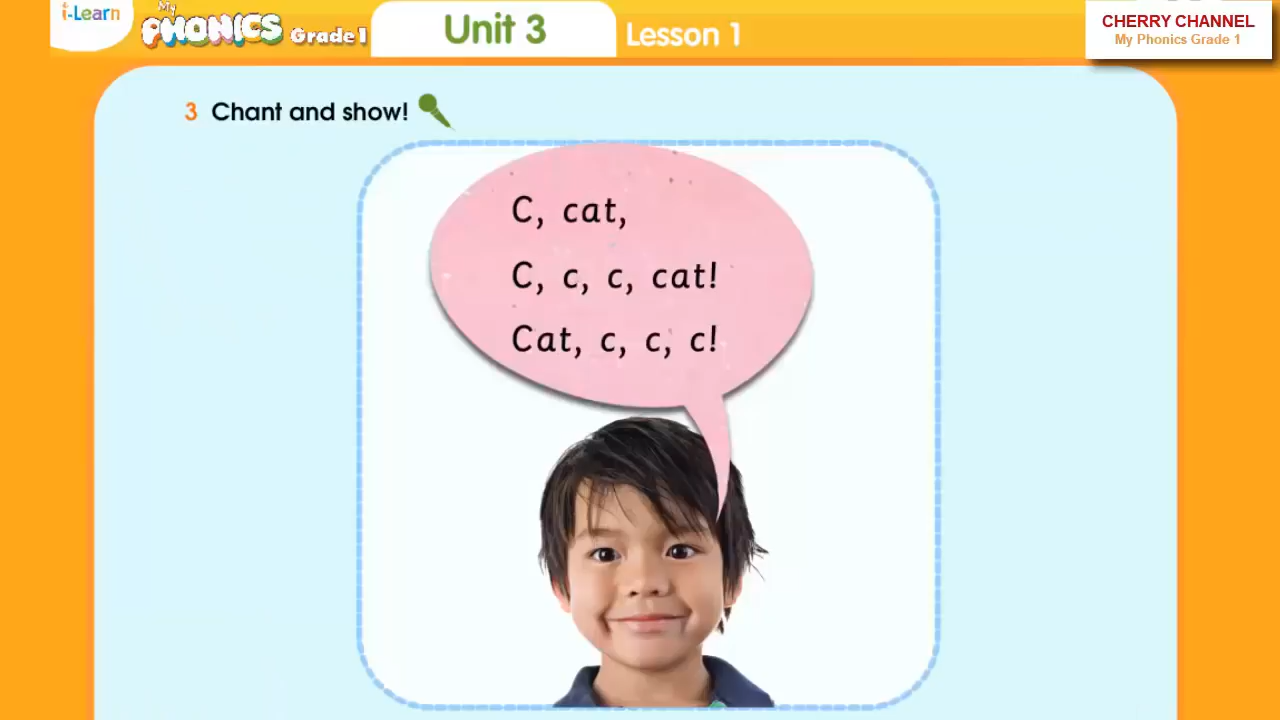 i-Learn
My
PHONICS Grade 1
Unit 3
Lesson 1
CHERRY CHANNEL
My Phonics Grade 1
3 Chant and show!
C, cat,
C, c, c, cat!
Cat, c, c, c!